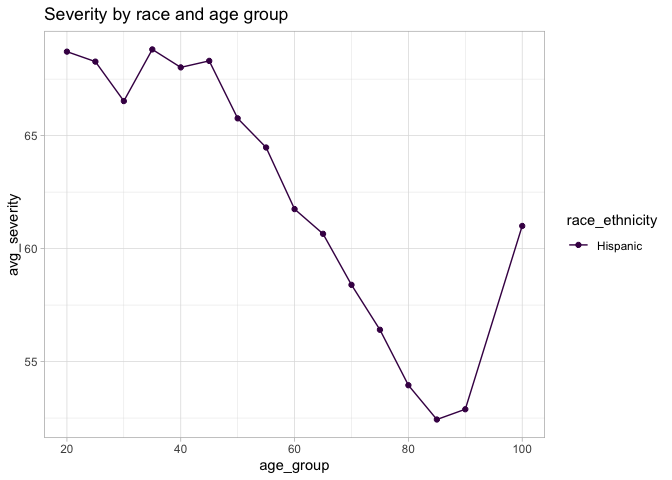 Severity by race and age group
65
60
55
avg_severity
20 40 60 80 100
age_group
race_ethnicity
Hispanic